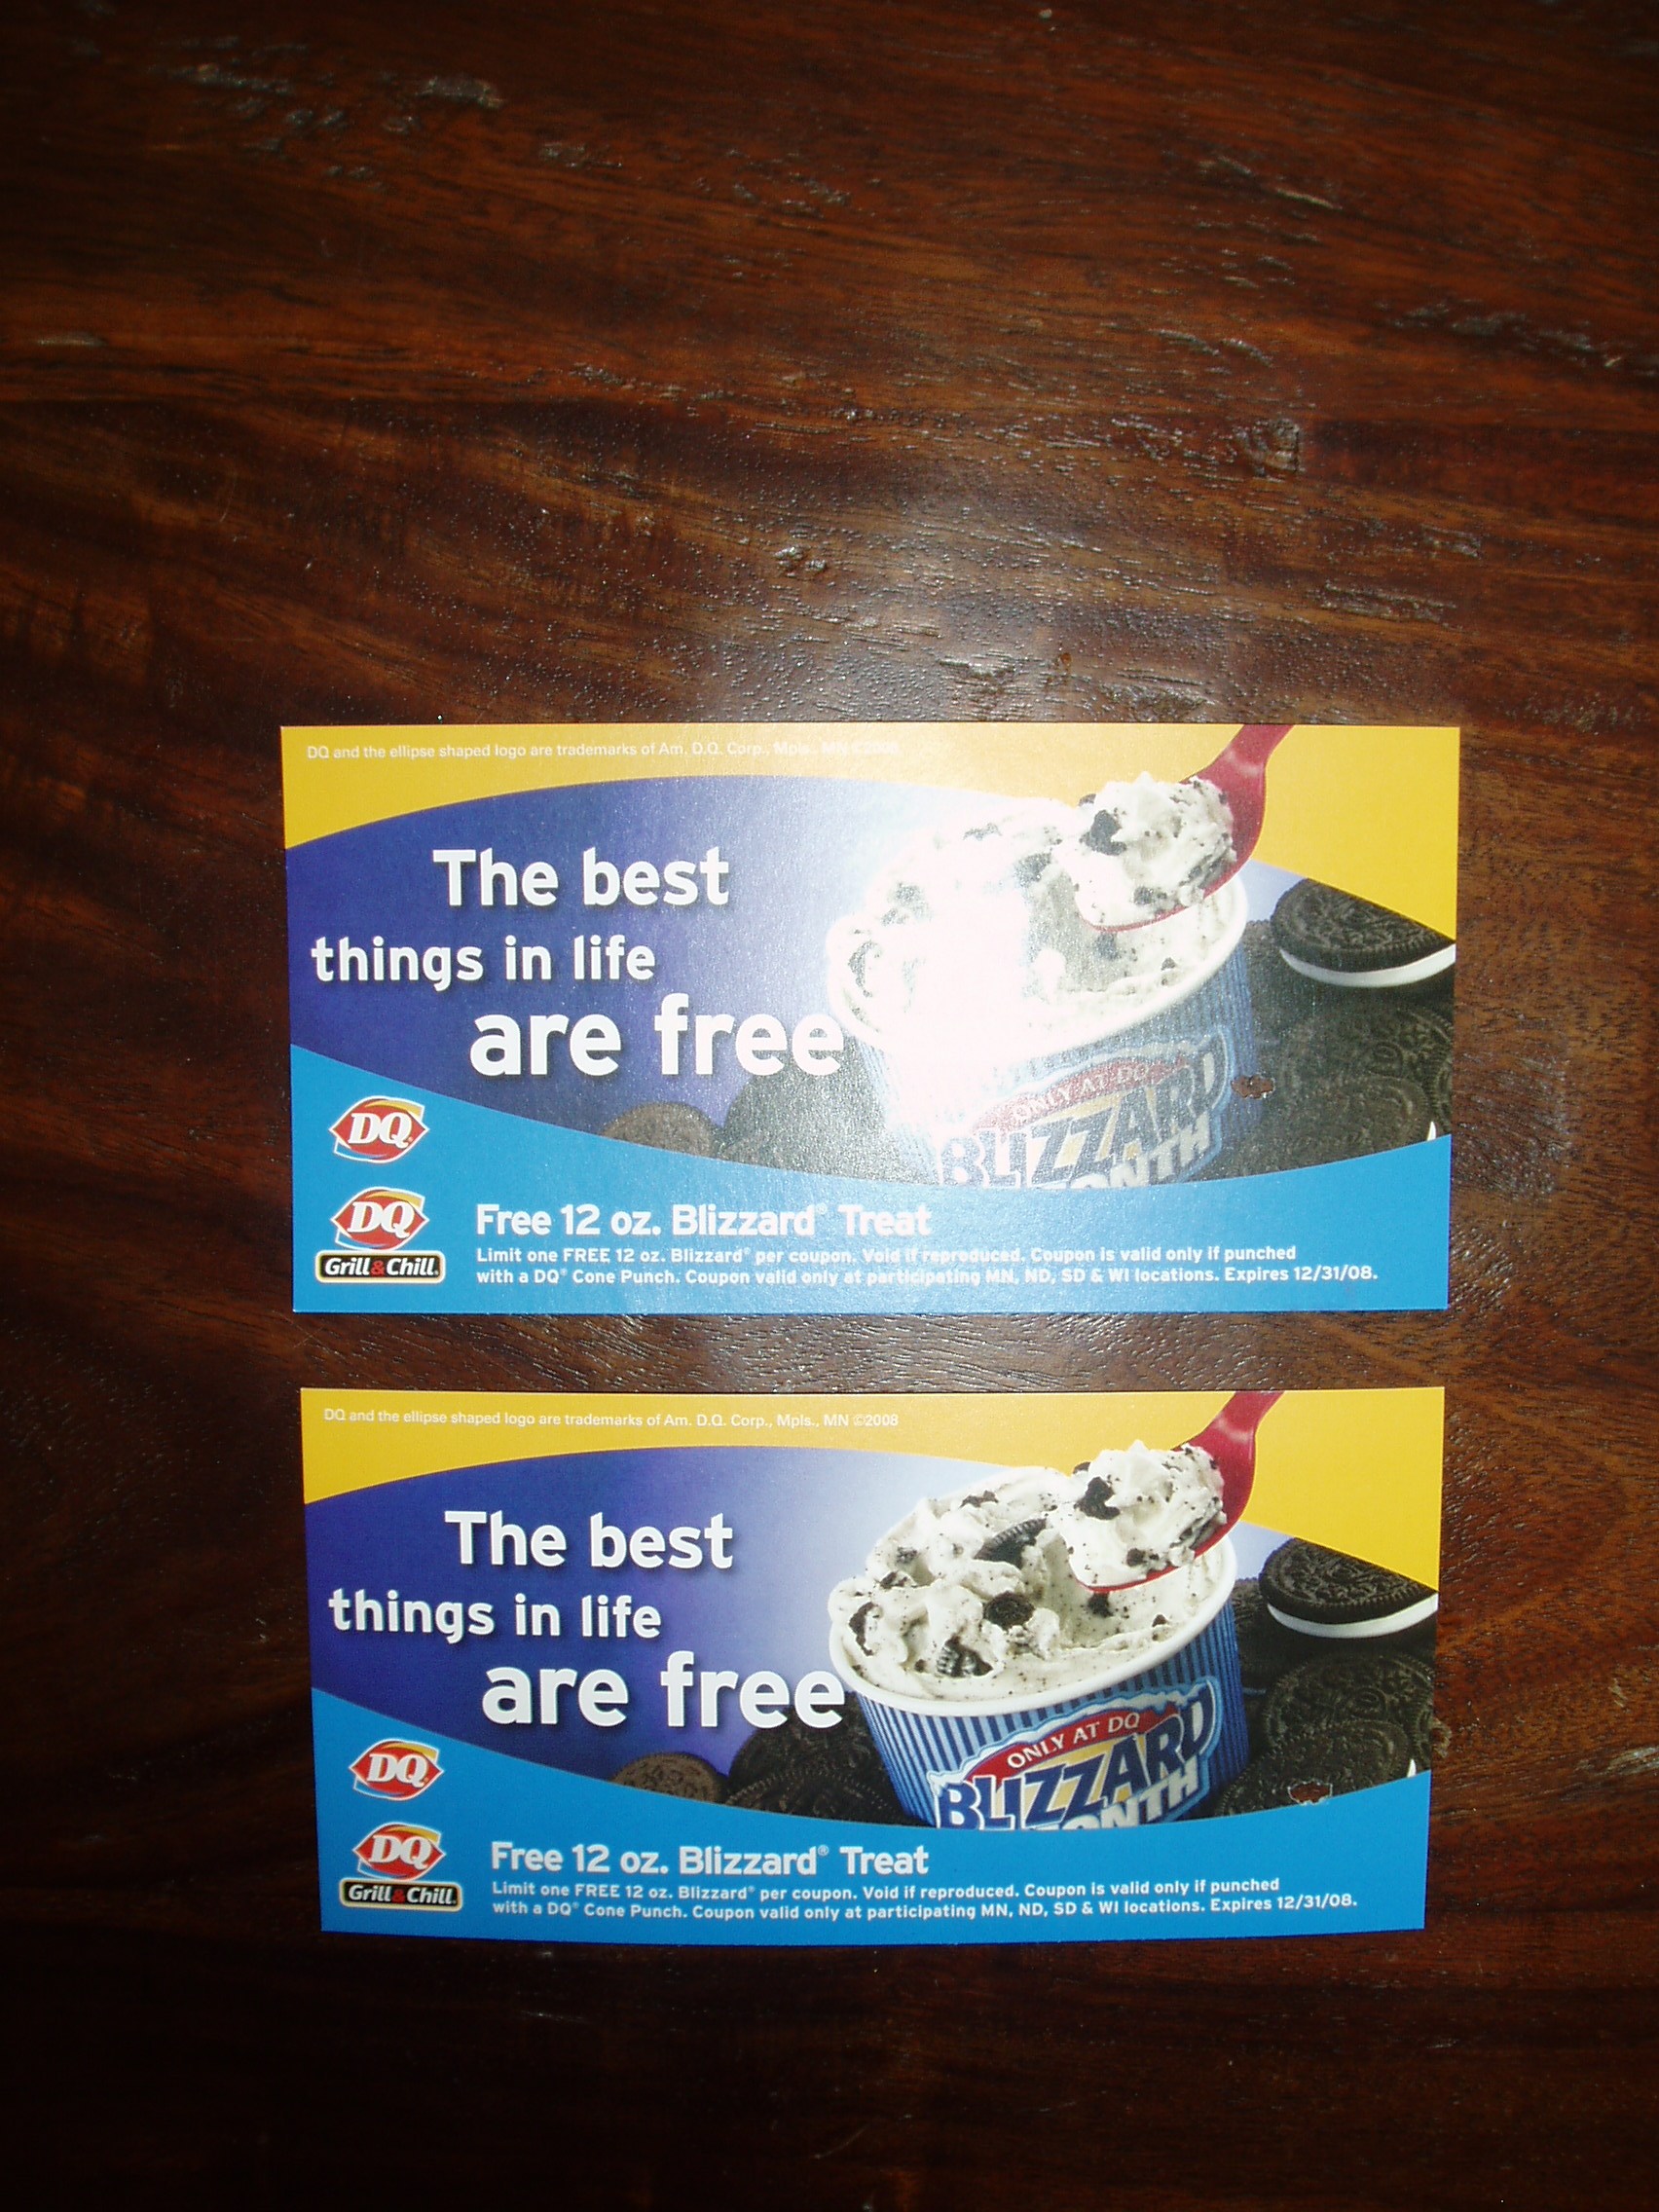 DQ and the ellipse shaped logo are trademarks of Am. D.Q. Corp., Mpls., MN ©2008
The best
things in life
are free
ONLY AT DQ
BLIZZARD
DQ
DQ
Grill & Chill
Free 12 oz. Blizzard® Treat
Limit one FREE 12 oz. Blizzard® per coupon. Void if reproduced. Coupon is valid only if punched
with a DQ® Cone Punch. Coupon valid only at participating MN, ND, SD & WI locations. Expires 12/31/08.
DQ and the ellipse shaped logo are trademarks of Am. D.Q. Corp., Mpls., MN ©2008
The best
things in life
are free
ONLY AT DQ
BLIZZARD
DQ
DQ
Grill & Chill
Free 12 oz. Blizzard® Treat
Limit one FREE 12 oz. Blizzard® per coupon. Void if reproduced. Coupon is valid only if punched
with a DQ® Cone Punch. Coupon valid only at participating MN, ND, SD & WI locations. Expires 12/31/08.